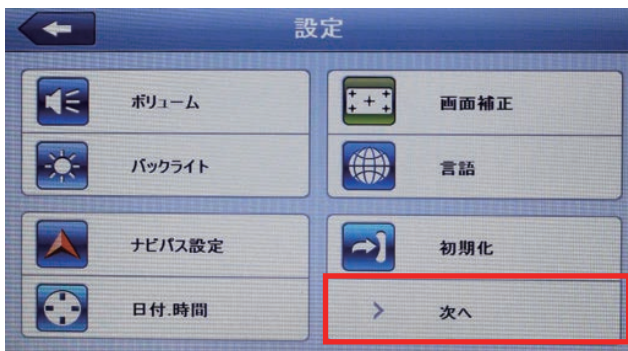 設定
ボリューム
画面補正
バックライト
言語
ナビパス設定
初期化
日付.時間
次へ